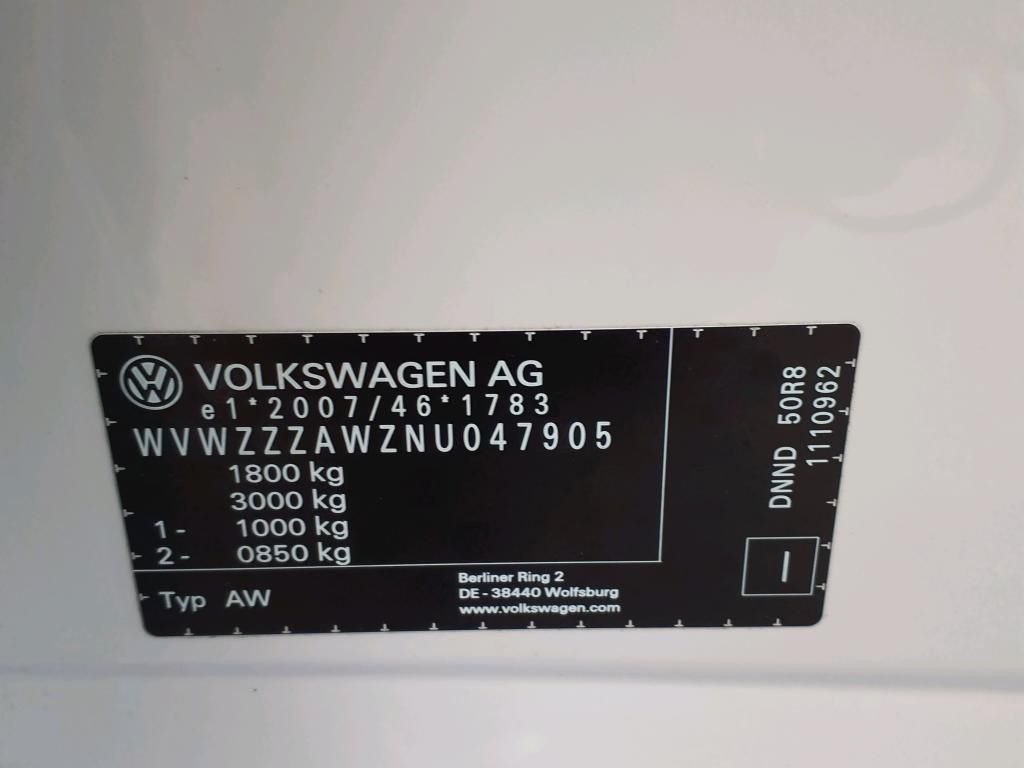 VOLKSWAGEN AG
e1*2007/46*1783
WVWZZZAWZNU047905
1800 kg
3000 kg
1- 1000 kg
2- 0850 kg
Typ AW
Berliner Ring 2
DE - 38440 Wolfsburg
www.volkswagen.com
DNND 50R8
1110962
I